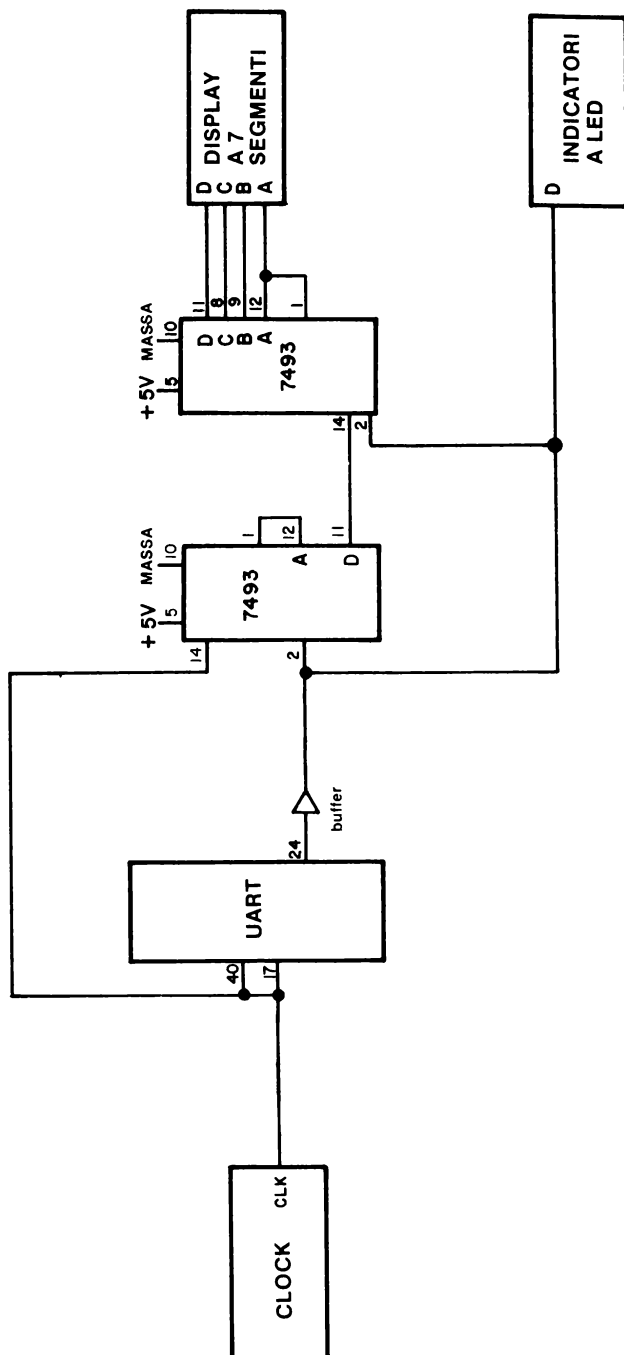 CLOCK
CLK
40
17
UART
24
buffer
+5V MASSA
5 10
14
2
7493
1
12
A
D
11
+5V MASSA
5 10
14
2
7493
D
C
B
A
11
8
9
12
1
D
C
B
A
DISPLAY
A 7
SEGMENTI
D
INDICATORI
A LED